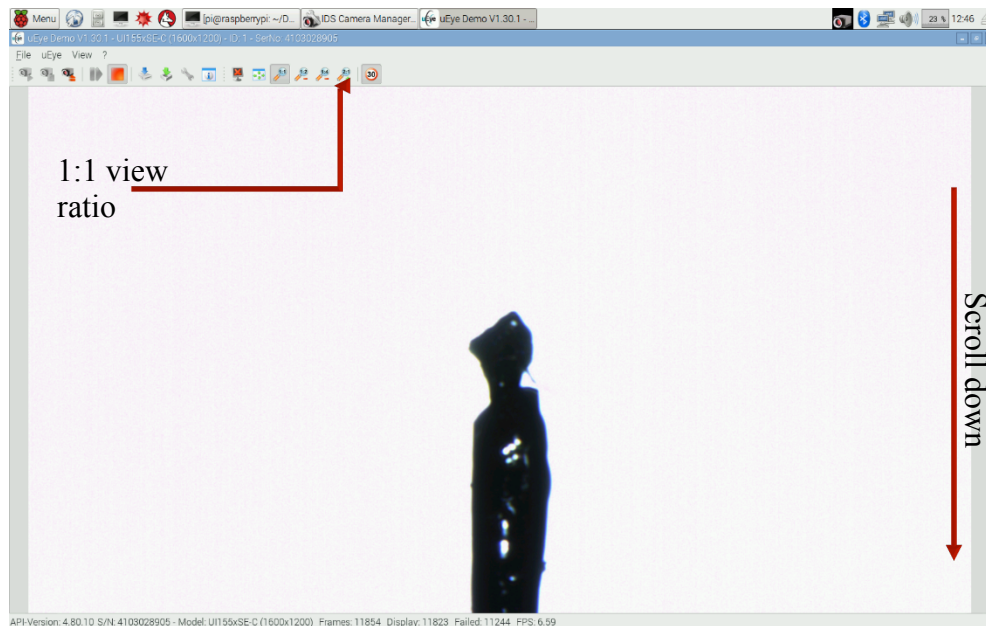 Menu [pi@raspberrypi: ~/D... IDS Camera Manager... uEye Demo V1.30.1 - ... 23 % 12:46
uEye Demo V1.30.1 - UI155xSE-C (1600x1200) - ID: 1 - SerNo: 4103028905
File uEye View ?
30
1:1 view
ratio
Scroll down
API-Version: 4.80.10 S/N: 4103028905 - Model: UI155xSE-C (1600x1200) Frames: 11854 Display: 11823 Failed: 11244 FPS: 6.59